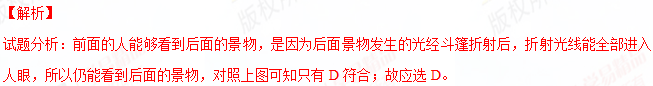 【解析】
试题分析：前面的人能够看到后面的景物，是因为后面景物发生的光经斗篷折射后，折射光线能全部进入
人眼，所以仍能看到后面的景物，对照上图可知只有 D 符合；故应选 D。